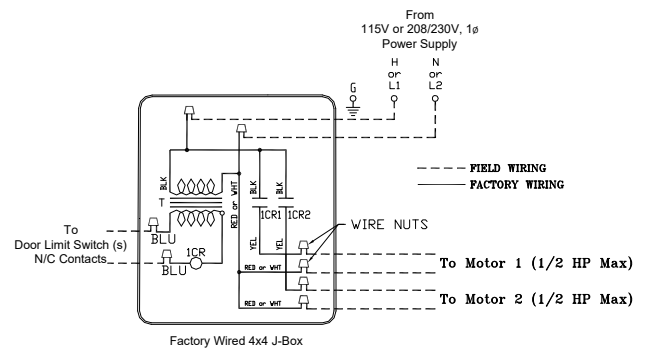 From
115V or 208/230V, 1ø
Power Supply
H
or
L1
N
or
L2
G
FIELD WIRING
FACTORY WIRING
BLK
T
RED or WHT
BLK
BLK
1CR1
1CR2
WIRE NUTS
To
Door Limit Switch (s)
N/C Contacts
BLU
BLU
1CR
YEL
YEL
RED or WHT
To Motor 1 (1/2 HP Max)
To Motor 2 (1/2 HP Max)
RED or WHT
Factory Wired 4x4 J-Box